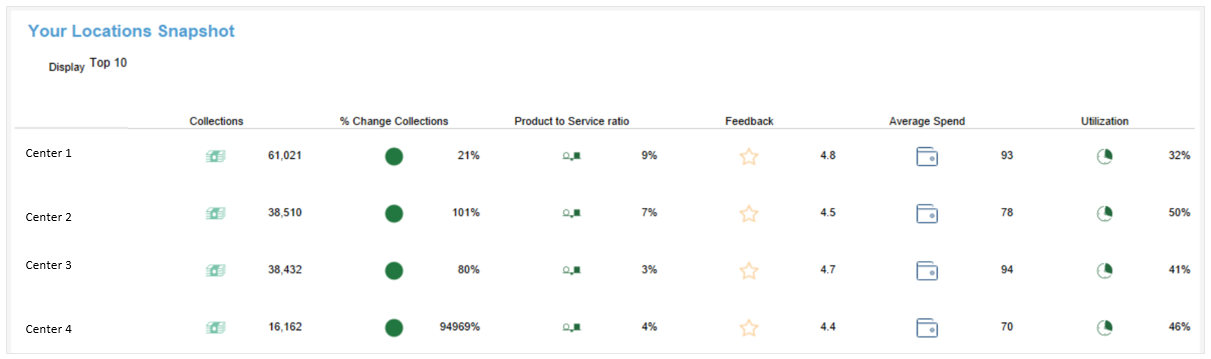 Your Locations Snapshot
Display Top 10
Collections % Change Collections Product to Service ratio Feedback Average Spend Utilization
Center 1 61,021 21% 9% 4.8 93 32%
Center 2 38,510 101% 7% 4.5 78 50%
Center 3 38,432 80% 3% 4.7 94 41%
Center 4 16,162 94969% 4% 4.4 70 46%